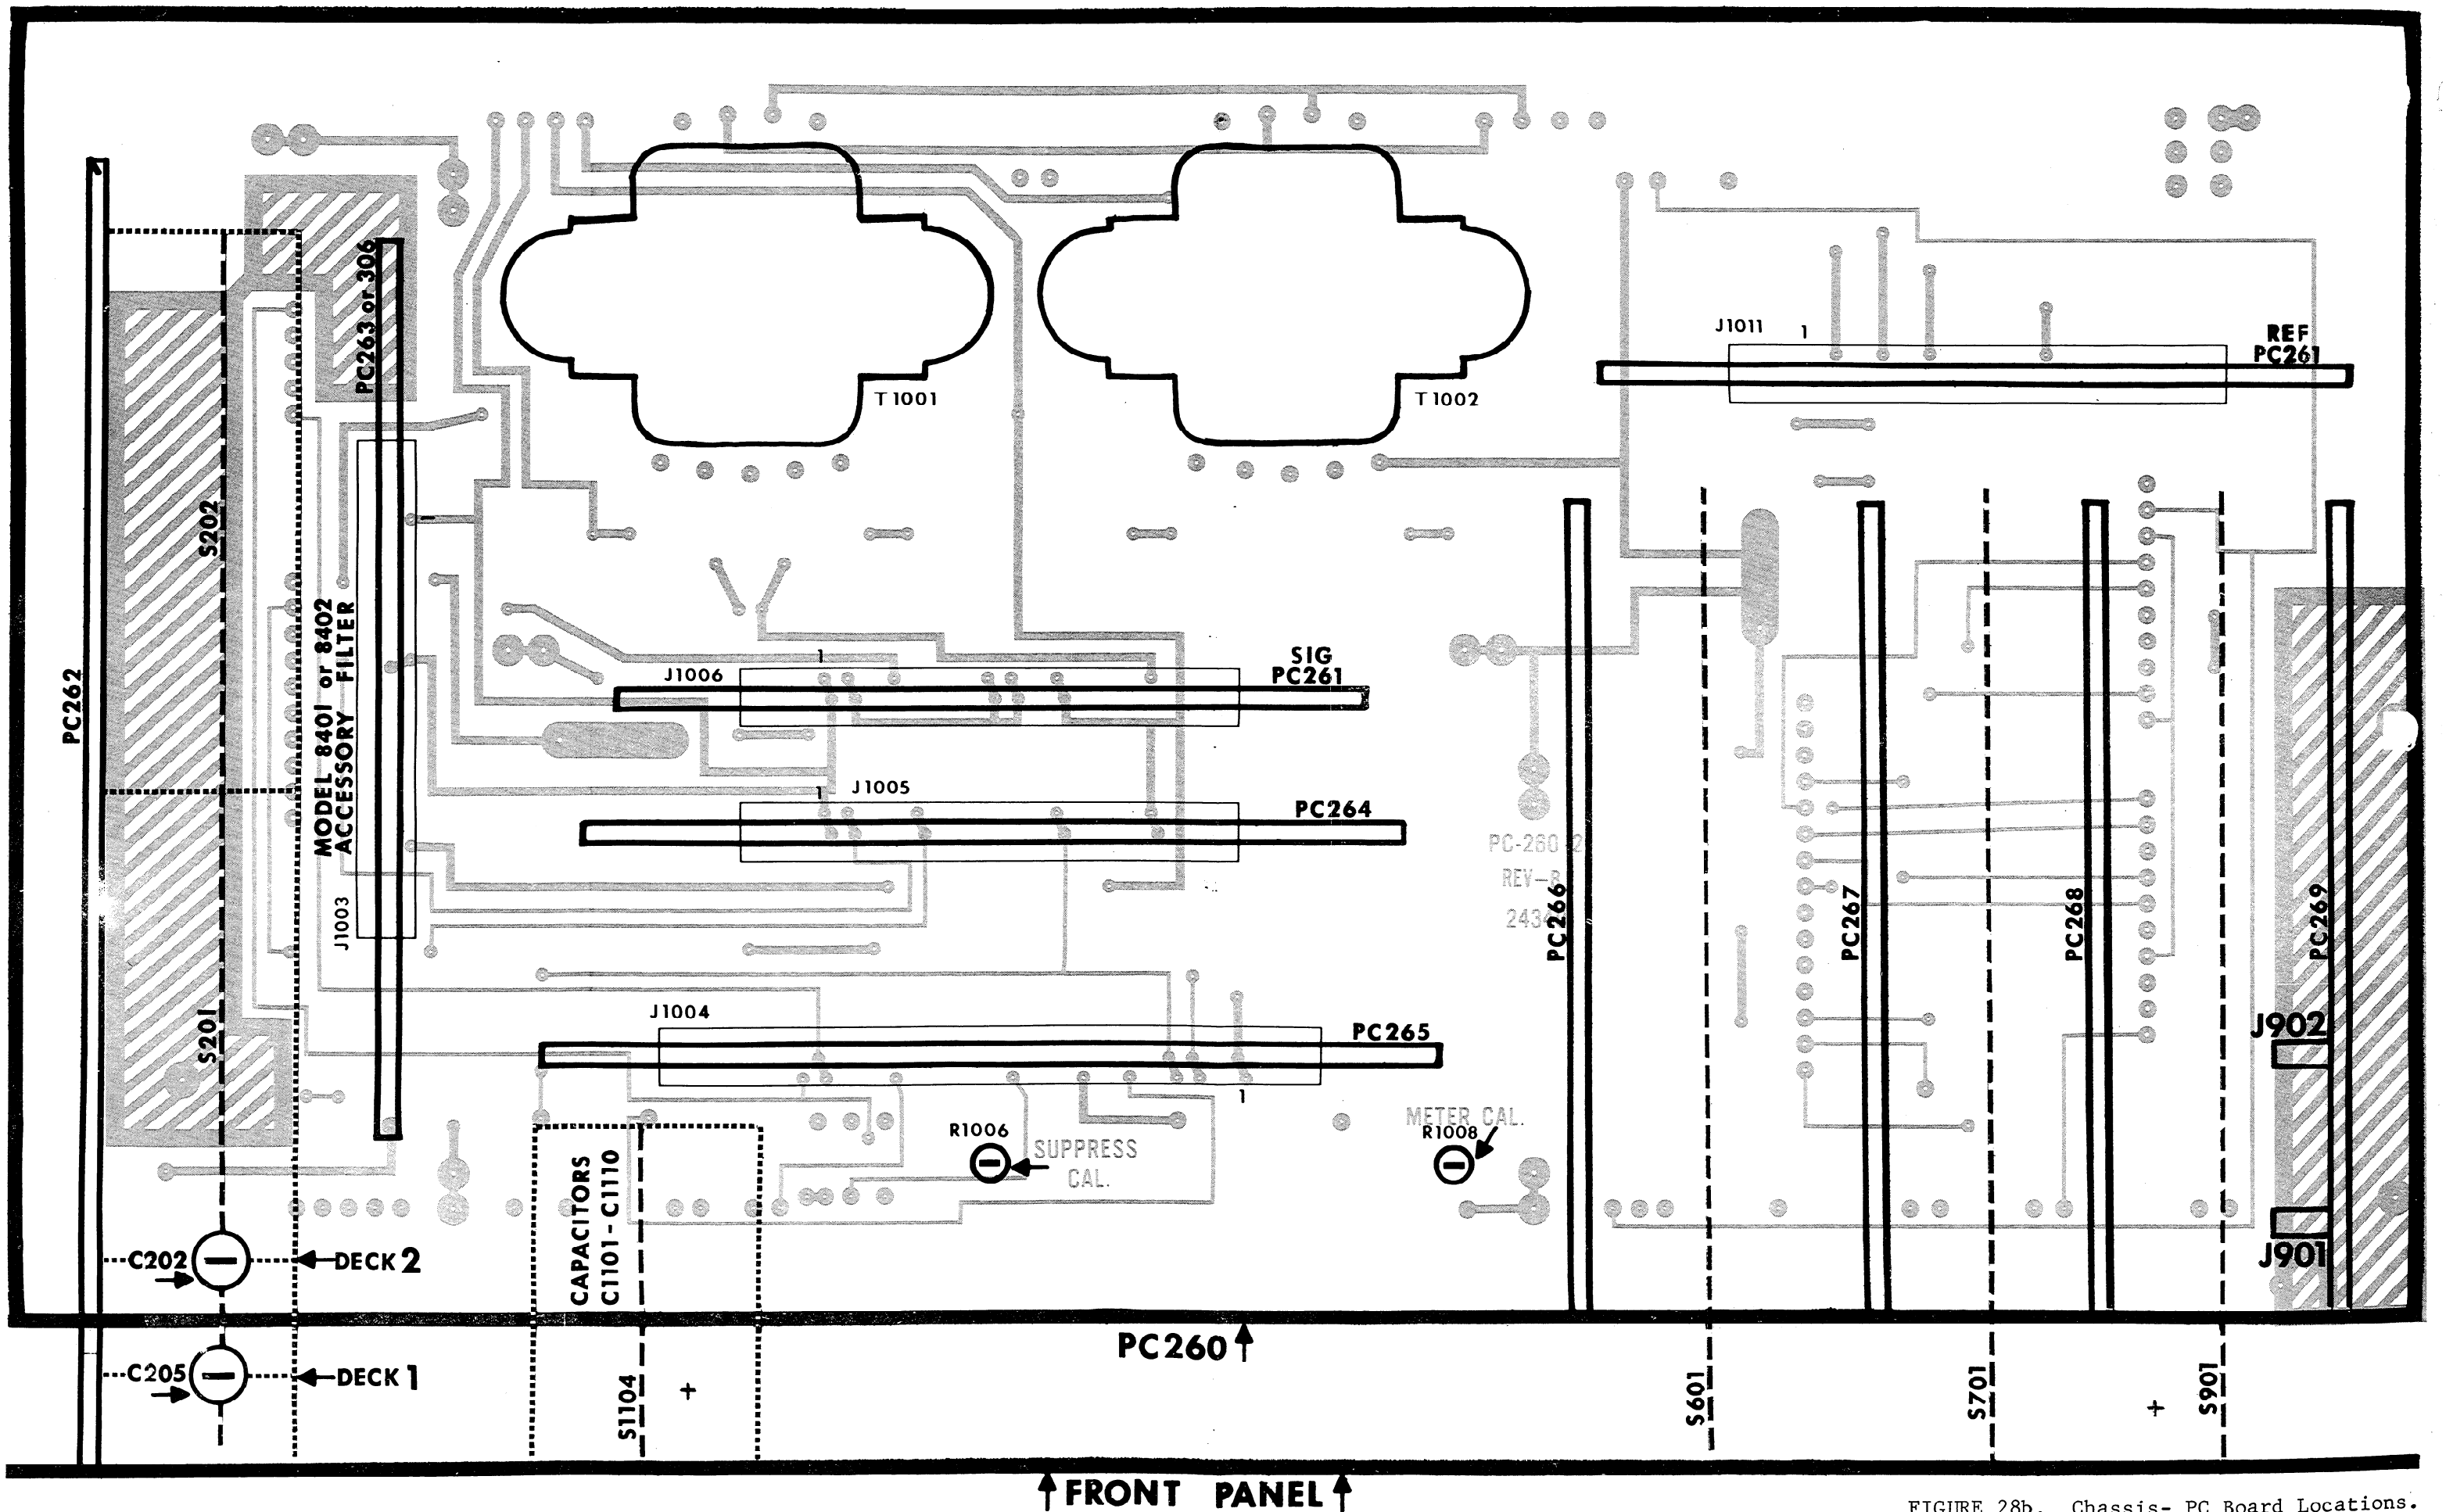 PC263 or 306
J1011
1
REF
PC261
T1001
T1002
S202
MODEL 8401 or 8402
ACCESSORY FILTER
PC262
1
J1006
SIG
PC261
1
J1005
PC264
PC-260
REV-B
J1003
PC266
PC267
PC268
PC269
S201
J1004
PC265
1
J902
R1006
SUPPRESS
CAL.
METER CAL.
R1008
CAPACITORS
C1101-C1110
C202
DECK 2
J901
PC260
C205
DECK 1
S1104
+
S601
S701
+
S901
FRONT PANEL
FIGURE 28b. Chassis- PC Board Locations.